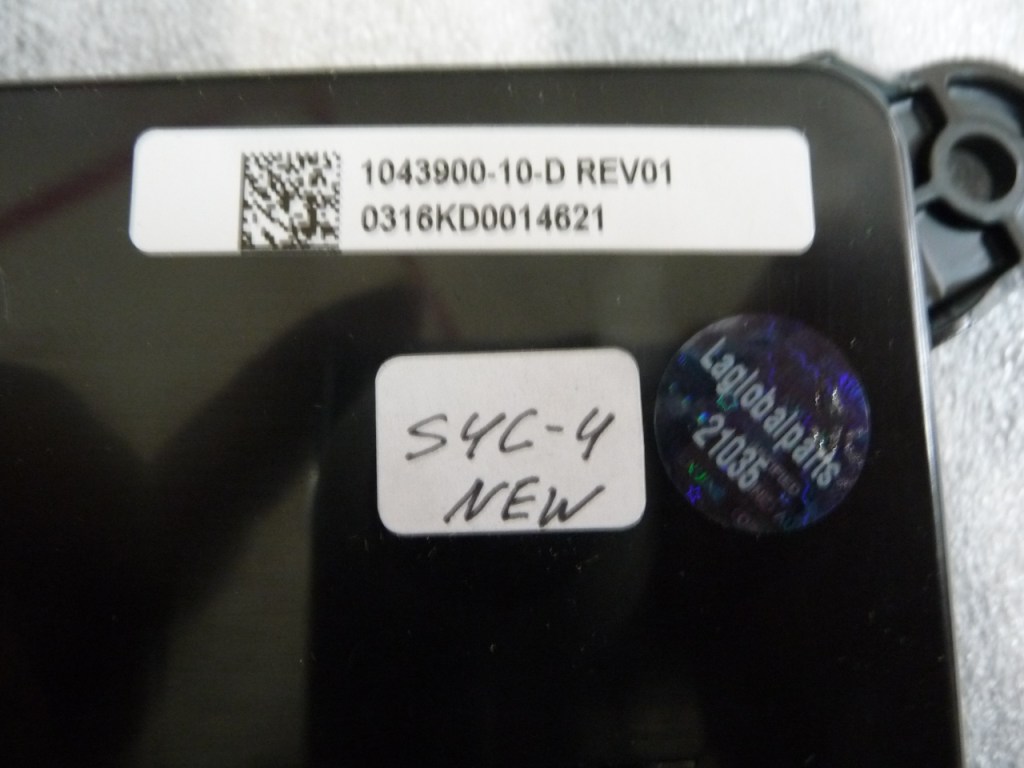 1043900-10-D REV01
0316KD0014621
SYC-4
NEW
Laglobalparts
21035